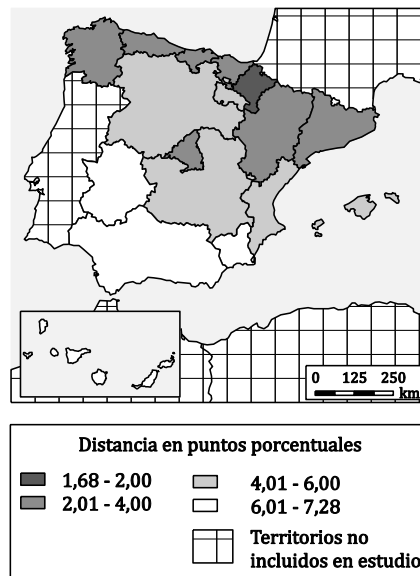 0 125 250
km
Distancia en puntos porcentuales
1,68 - 2,00
2,01 - 4,00
4,01 - 6,00
6,01 - 7,28
Territorios no
incluidos en estudio